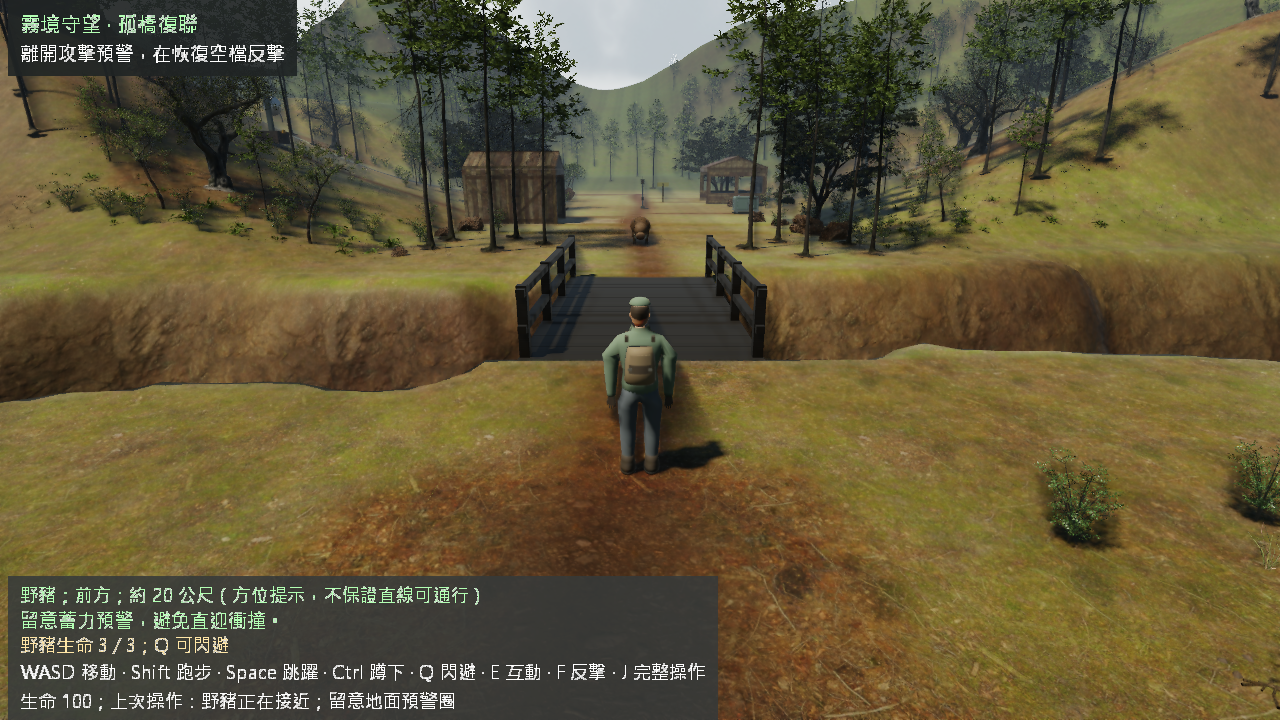 霧境守望 · 孤橋復聯
離開攻擊預警，在恢復空檔反擊
野豬；前方；約 20 公尺 ( 方位提示，不保證直線可通行 )
留意蓄力預警，避免直迎衝撞。
野豬生命 3 / 3；Q 可閃避
WASD 移動 · Shift 跑步 · Space 跳躍 · Ctrl 蹲下 · Q 閃避 · E 互動 · F 反擊 · J 完整操作
生命 100；上次操作：野豬正在接近；留意地面預警圈